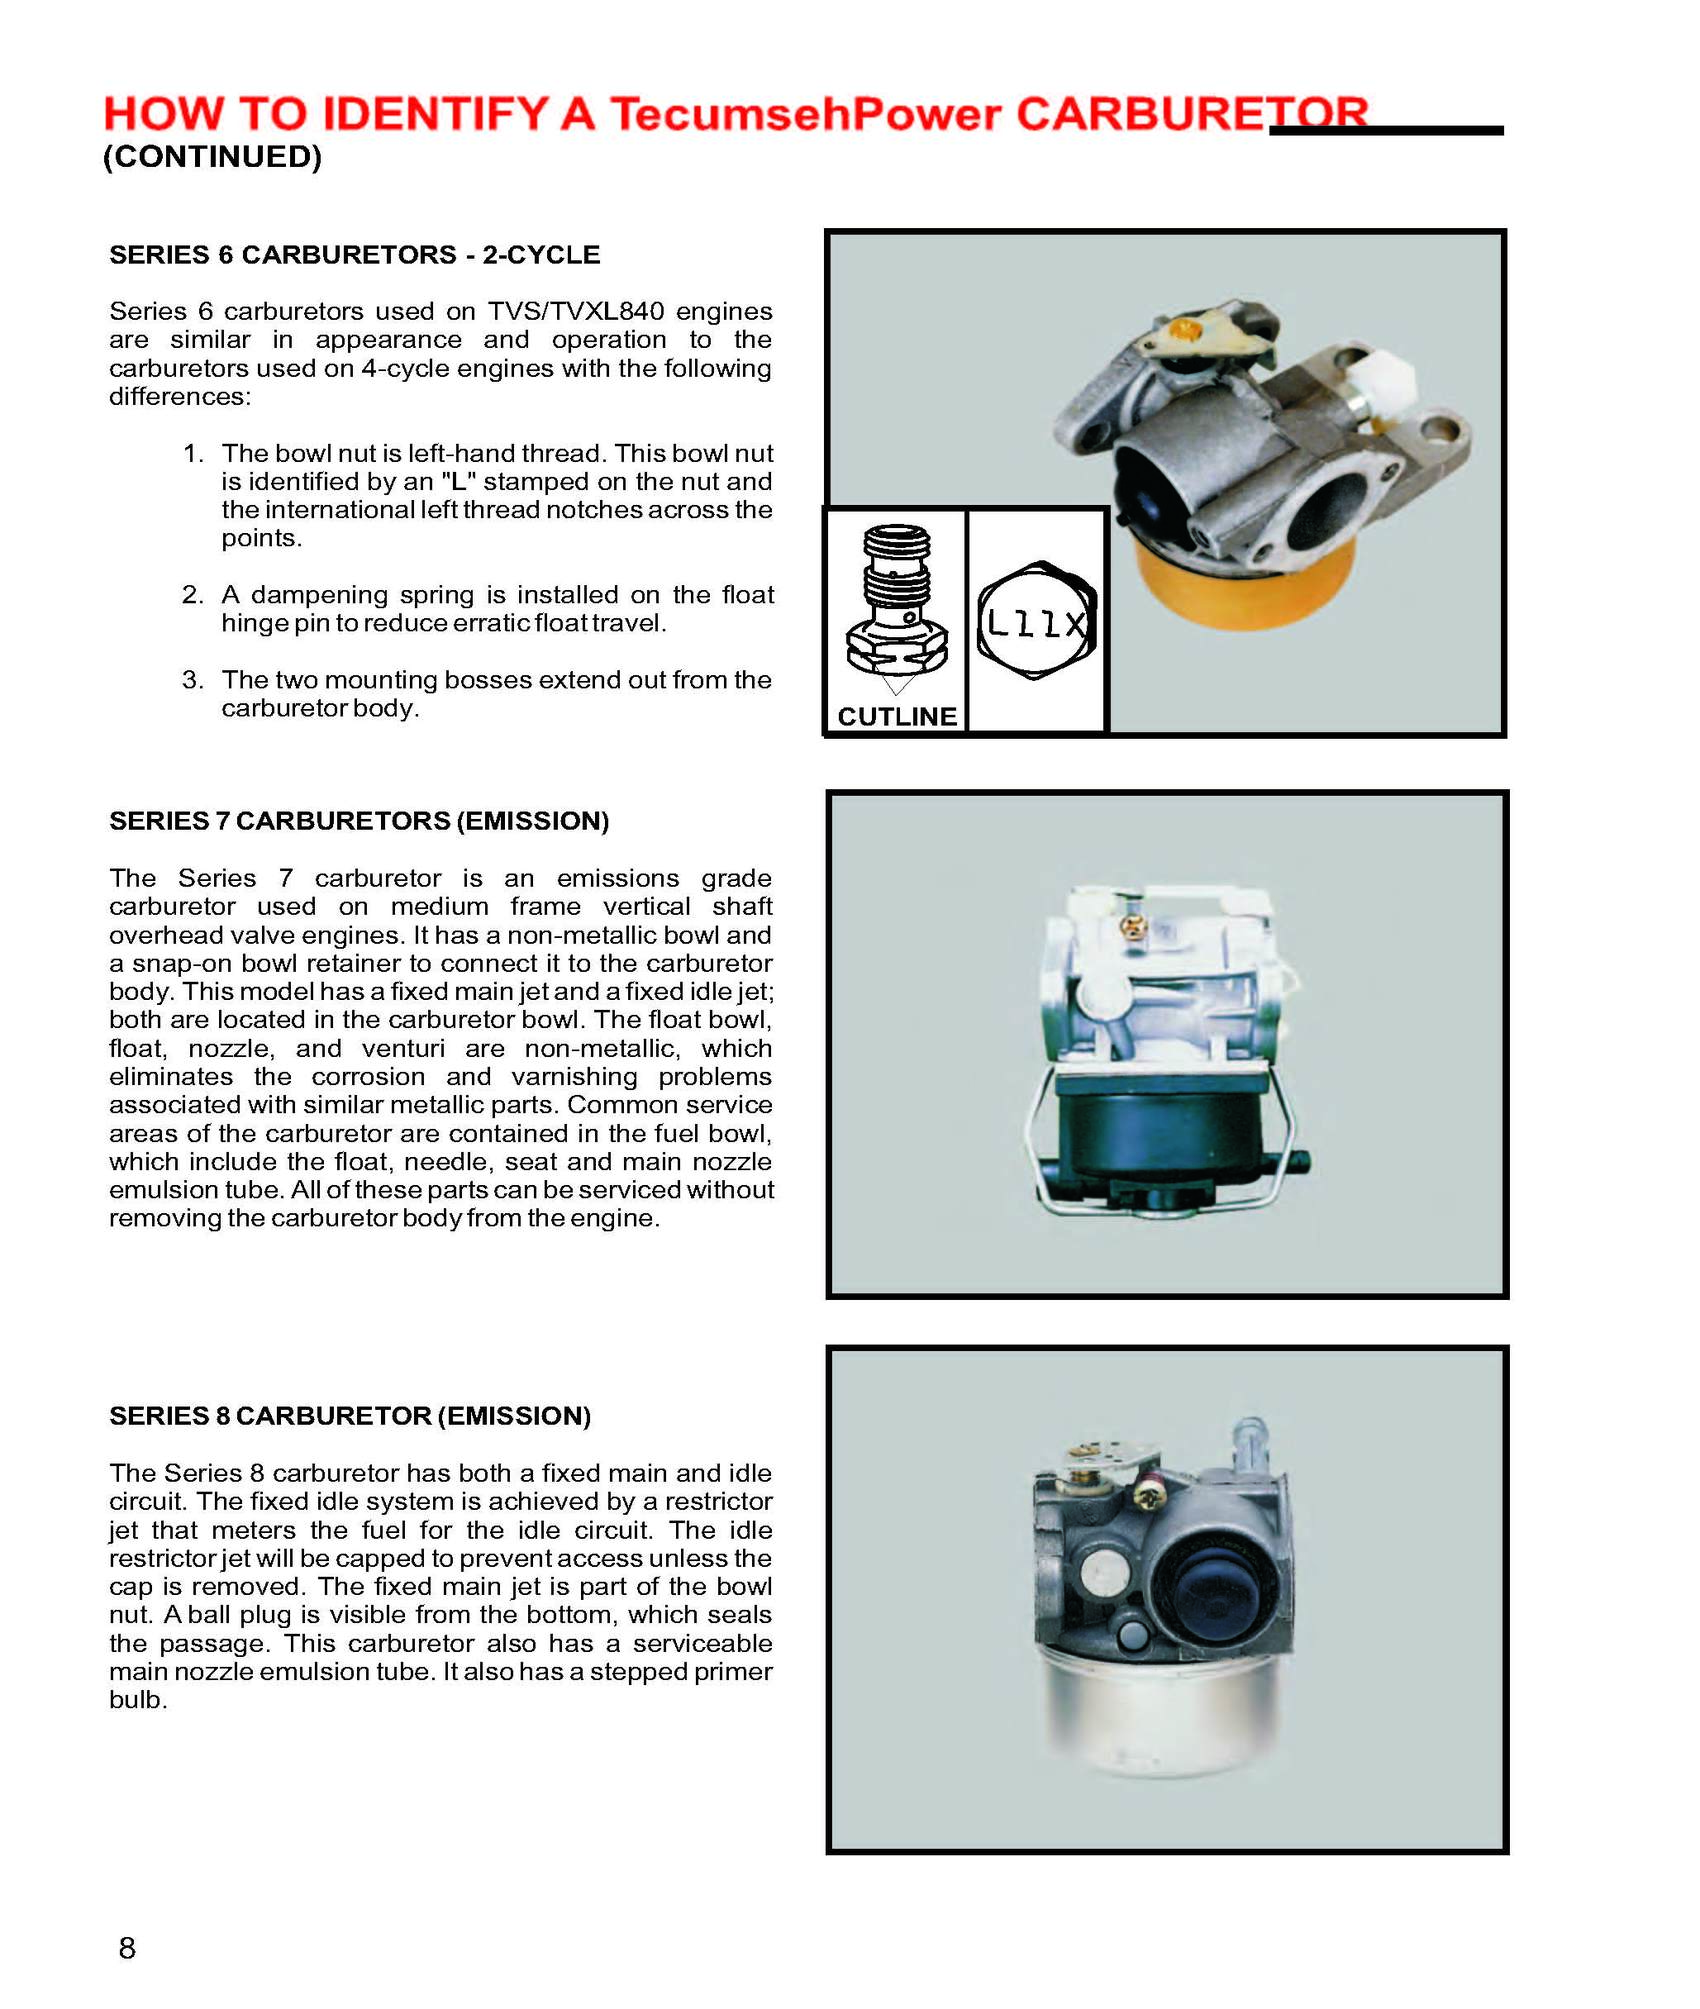 HOW TO IDENTIFY A TecumsehPower CARBURETOR
(CONTINUED)
SERIES 6 CARBURETORS - 2-CYCLE
Series 6 carburetors used on TVS/TVXL840 engines
are similar in appearance and operation to the
carburetors used on 4-cycle engines with the following
differences:
1. The bowl nut is left-hand thread. This bowl nut
is identified by an "L" stamped on the nut and
the international left thread notches across the
points.
2. A dampening spring is installed on the float
hinge pin to reduce erratic float travel.
3. The two mounting bosses extend out from the
carburetor body.
L11X
CUTLINE
SERIES 7 CARBURETORS (EMISSION)
The Series 7 carburetor is an emissions grade
carburetor used on medium frame vertical shaft
overhead valve engines. It has a non-metallic bowl and
a snap-on bowl retainer to connect it to the carburetor
body. This model has a fixed main jet and a fixed idle jet;
both are located in the carburetor bowl. The float bowl,
float, nozzle, and venturi are non-metallic, which
eliminates the corrosion and varnishing problems
associated with similar metallic parts. Common service
areas of the carburetor are contained in the fuel bowl,
which include the float, needle, seat and main nozzle
emulsion tube. All of these parts can be serviced without
removing the carburetor body from the engine.
SERIES 8 CARBURETOR (EMISSION)
The Series 8 carburetor has both a fixed main and idle
circuit. The fixed idle system is achieved by a restrictor
jet that meters the fuel for the idle circuit. The idle
restrictor jet will be capped to prevent access unless the
cap is removed. The fixed main jet is part of the bowl
nut. A ball plug is visible from the bottom, which seals
the passage. This carburetor also has a serviceable
main nozzle emulsion tube. It also has a stepped primer
bulb.
8